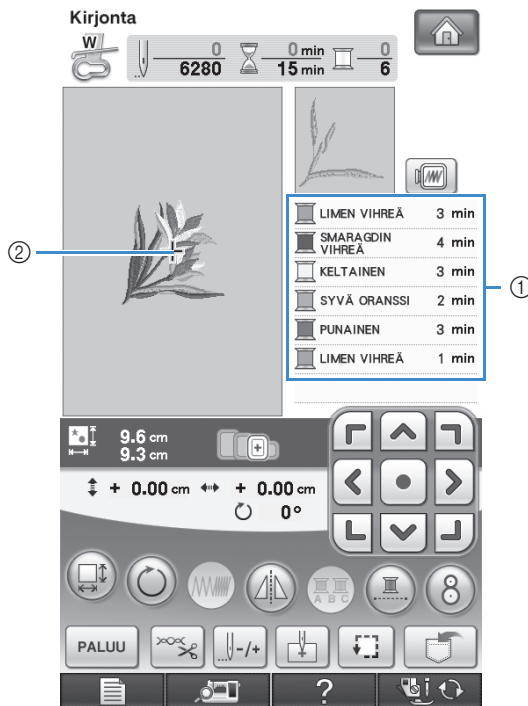 Kirjonta
W
0 0 min 0
6280 15 min 6
LIMEN VIHREÄ 3 min
SMARAGDIN
VIHREÄ 4 min
KELTAINEN 3 min
SYVÄ ORANSSI 2 min
PUNAINEN 3 min
LIMEN VIHREÄ 1 min
①
②
9.6 cm
9.3 cm
+ 0.00 cm + 0.00 cm
0°
A B C
8
PALUU
-/+
?